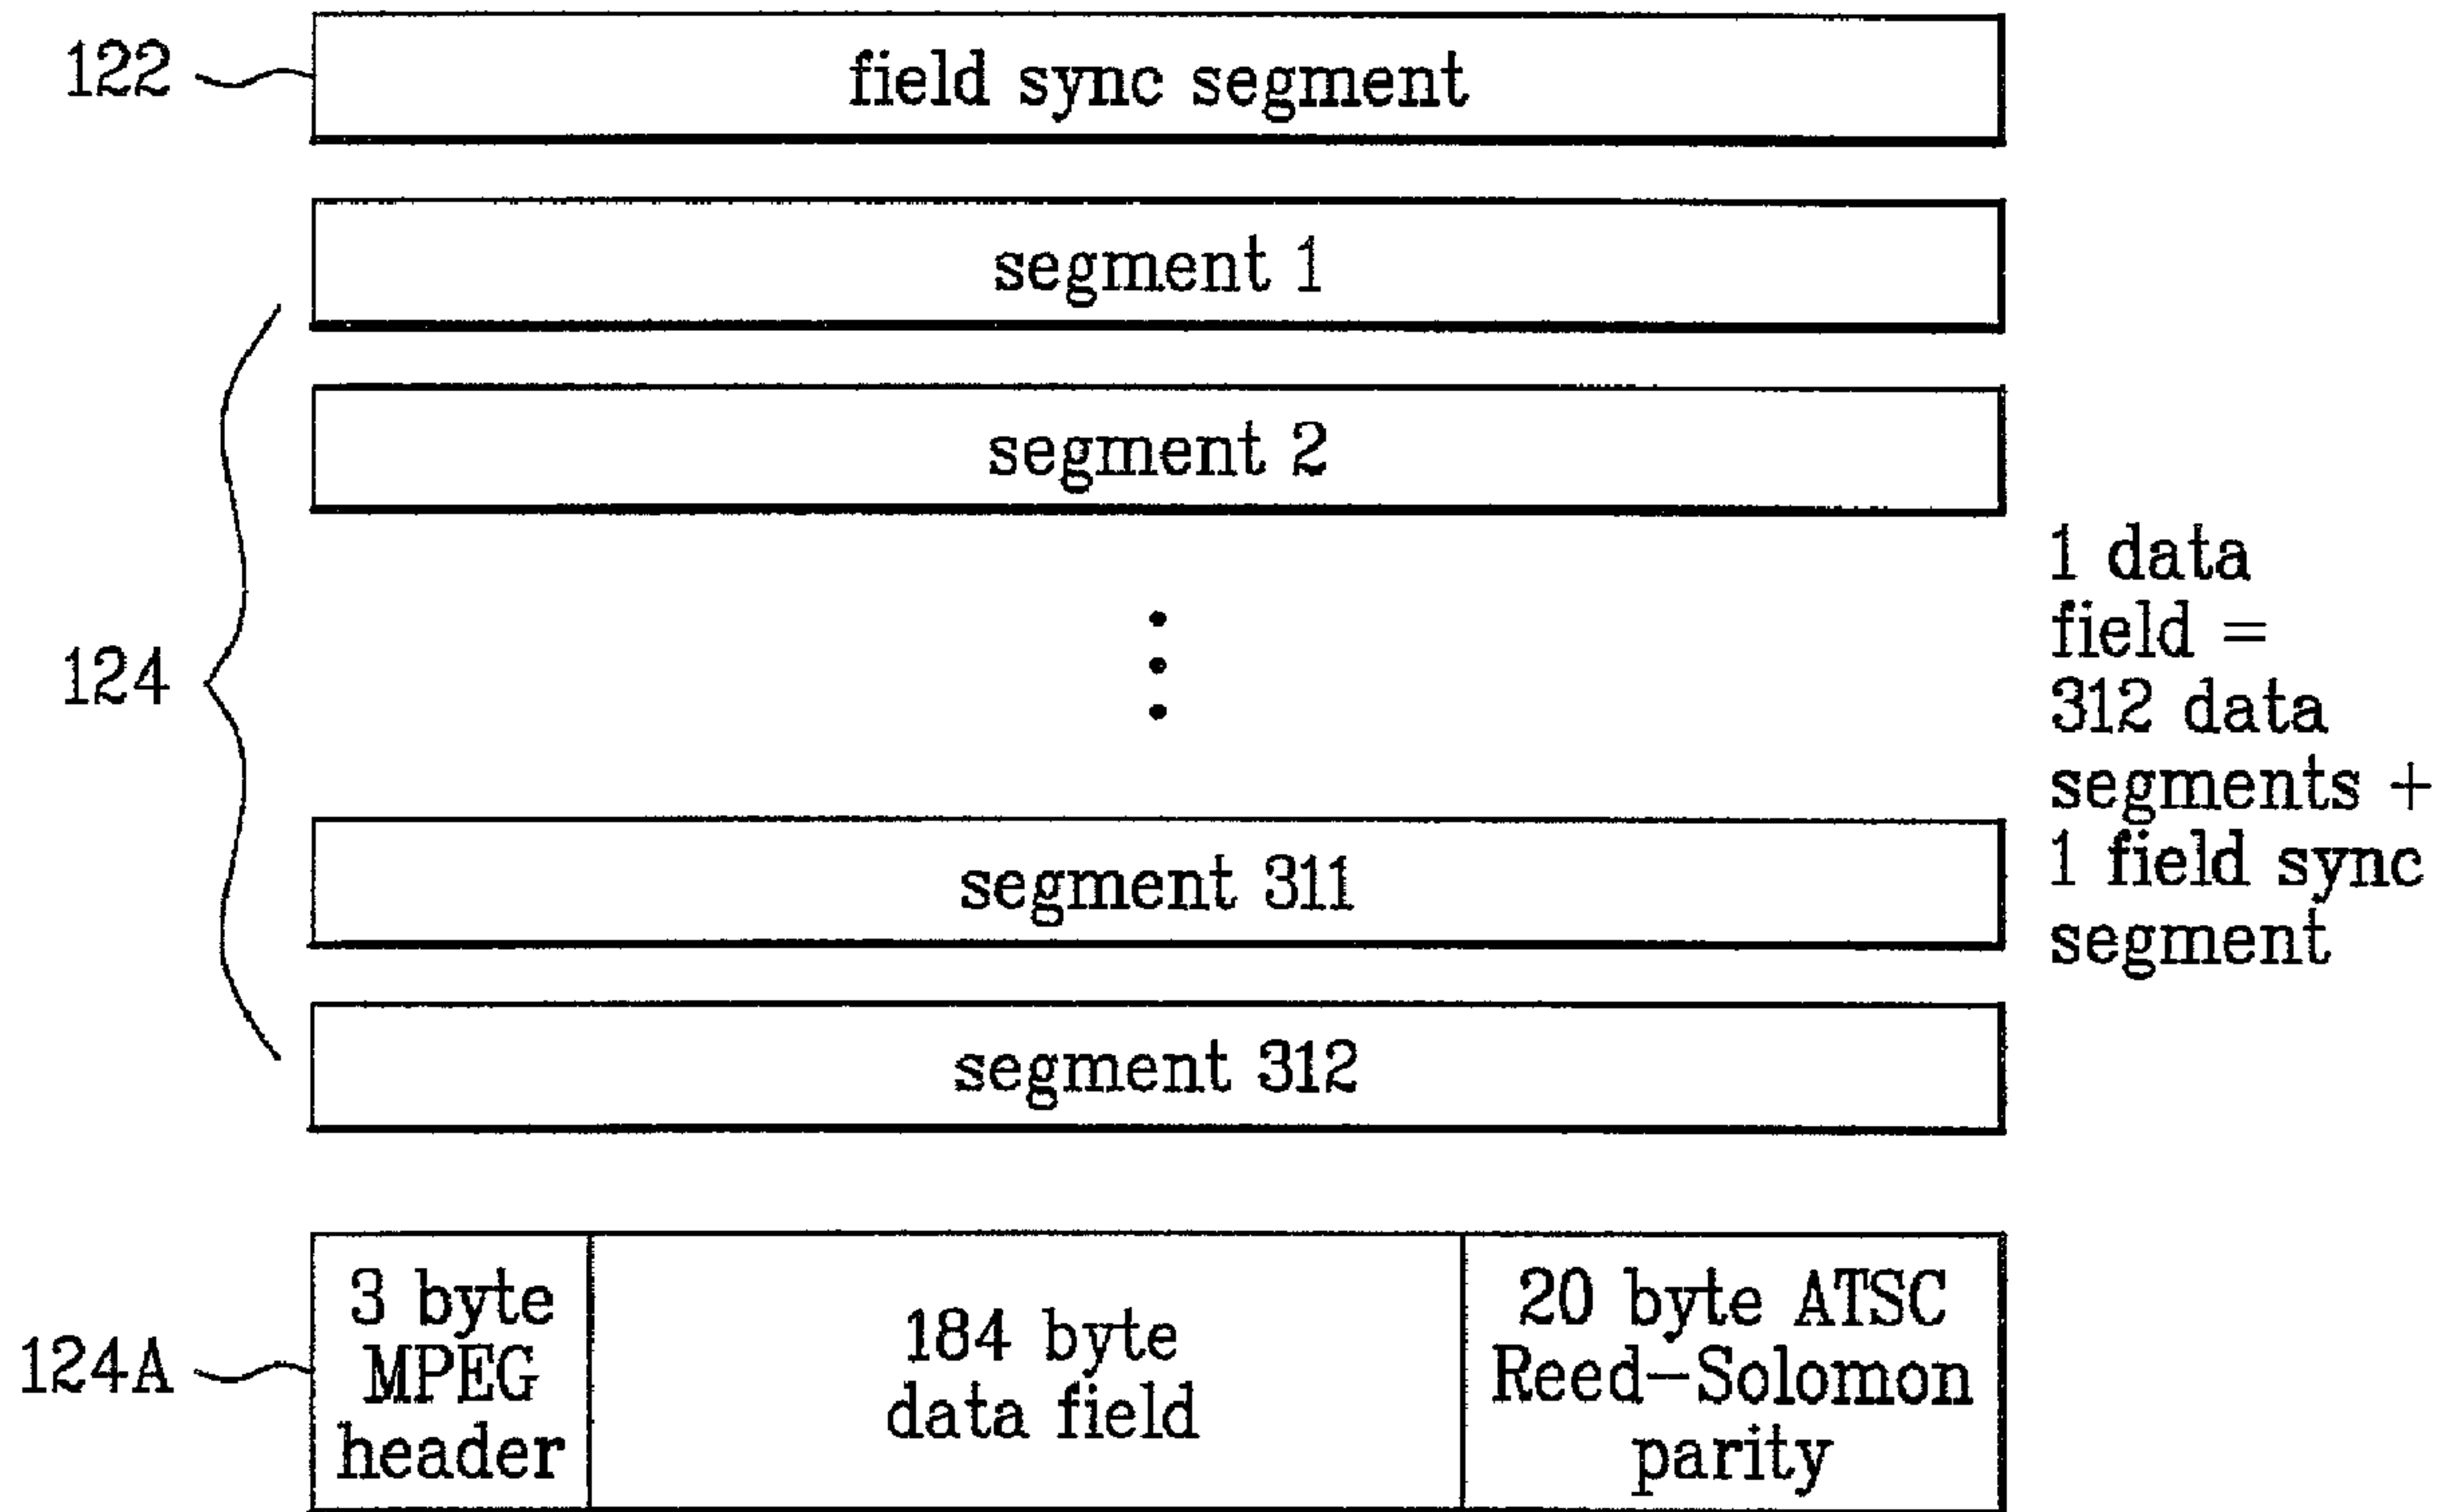 122
field sync segment
segment 1
segment 2
124
1 data
field =
312 data
segments +
1 field sync
segment
segment 311
segment 312
124A
3 byte
MPEG
header
184 byte
data field
20 byte ATSC
Reed-Solomon
parity